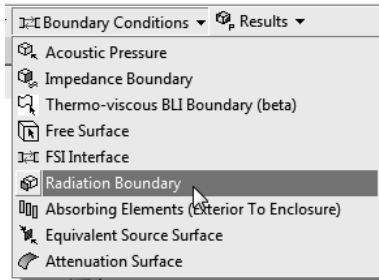 Boundary Conditions Results
Acoustic Pressure
Impedance Boundary
Thermo-viscous BLI Boundary (beta)
Free Surface
FSI Interface
Radiation Boundary
Absorbing Elements (Exterior To Enclosure)
Equivalent Source Surface
Attenuation Surface